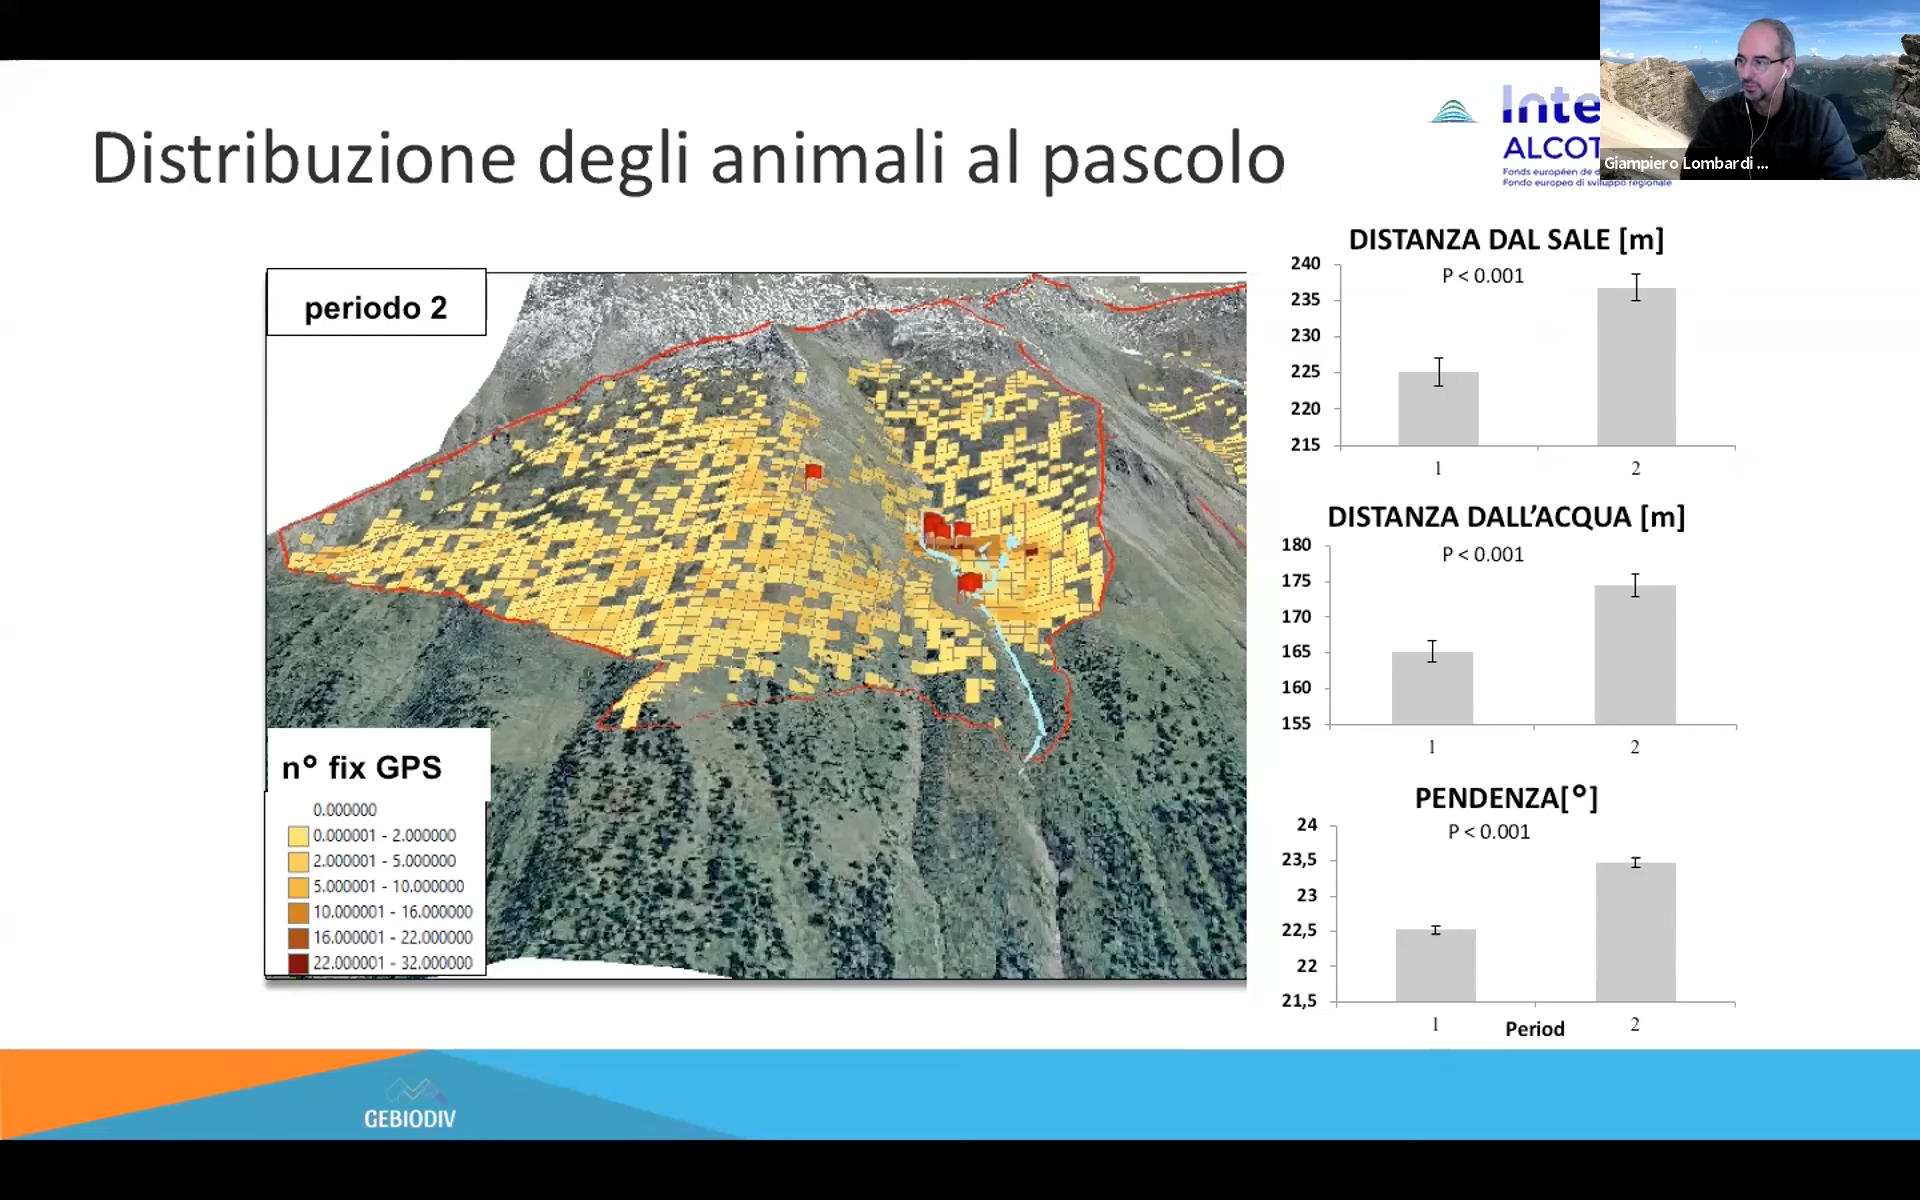 Distribuzione degli animali al pascolo
Inte
ALCOT
Fonds européen de d
Fondo europeo di sviluppo regionale
Giampiero Lombardi ...
periodo 2
n° fix GPS
0.000000
0.000001 - 2.000000
2.000001 - 5.000000
5.000001 - 10.000000
10.000001 - 16.000000
16.000001 - 22.000000
22.000001 - 32.000000
DISTANZA DAL SALE [m]
P < 0.001
240
235
230
225
220
215
1 2
DISTANZA DALL’ACQUA [m]
P < 0.001
180
175
170
165
160
155
1 2
PENDENZA[°]
P < 0.001
24
23,5
23
22,5
22
21,5
1 Period 2
GEBIODIV